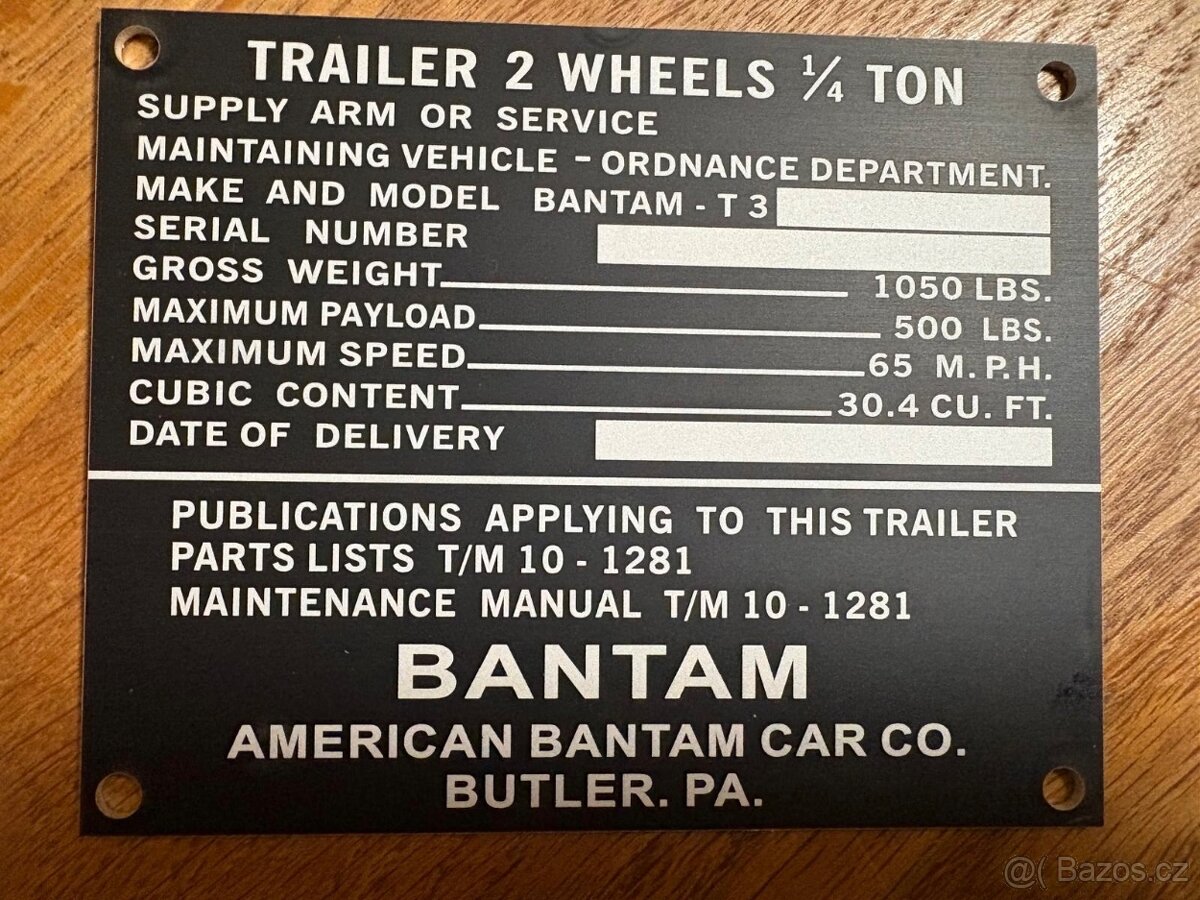 TRAILER 2 WHEELS 1/4 TON
SUPPLY ARM OR SERVICE
MAINTAINING VEHICLE - ORDNANCE DEPARTMENT.
MAKE AND MODEL BANTAM - T 3
SERIAL NUMBER
GROSS WEIGHT 1050 LBS.
MAXIMUM PAYLOAD 500 LBS.
MAXIMUM SPEED 65 M.P.H.
CUBIC CONTENT 30.4 CU. FT.
DATE OF DELIVERY
PUBLICATIONS APPLYING TO THIS TRAILER
PARTS LISTS T/M 10 - 1281
MAINTENANCE MANUAL T/M 10 - 1281
BANTAM
AMERICAN BANTAM CAR CO.
BUTLER. PA.
@( Bazos.cz